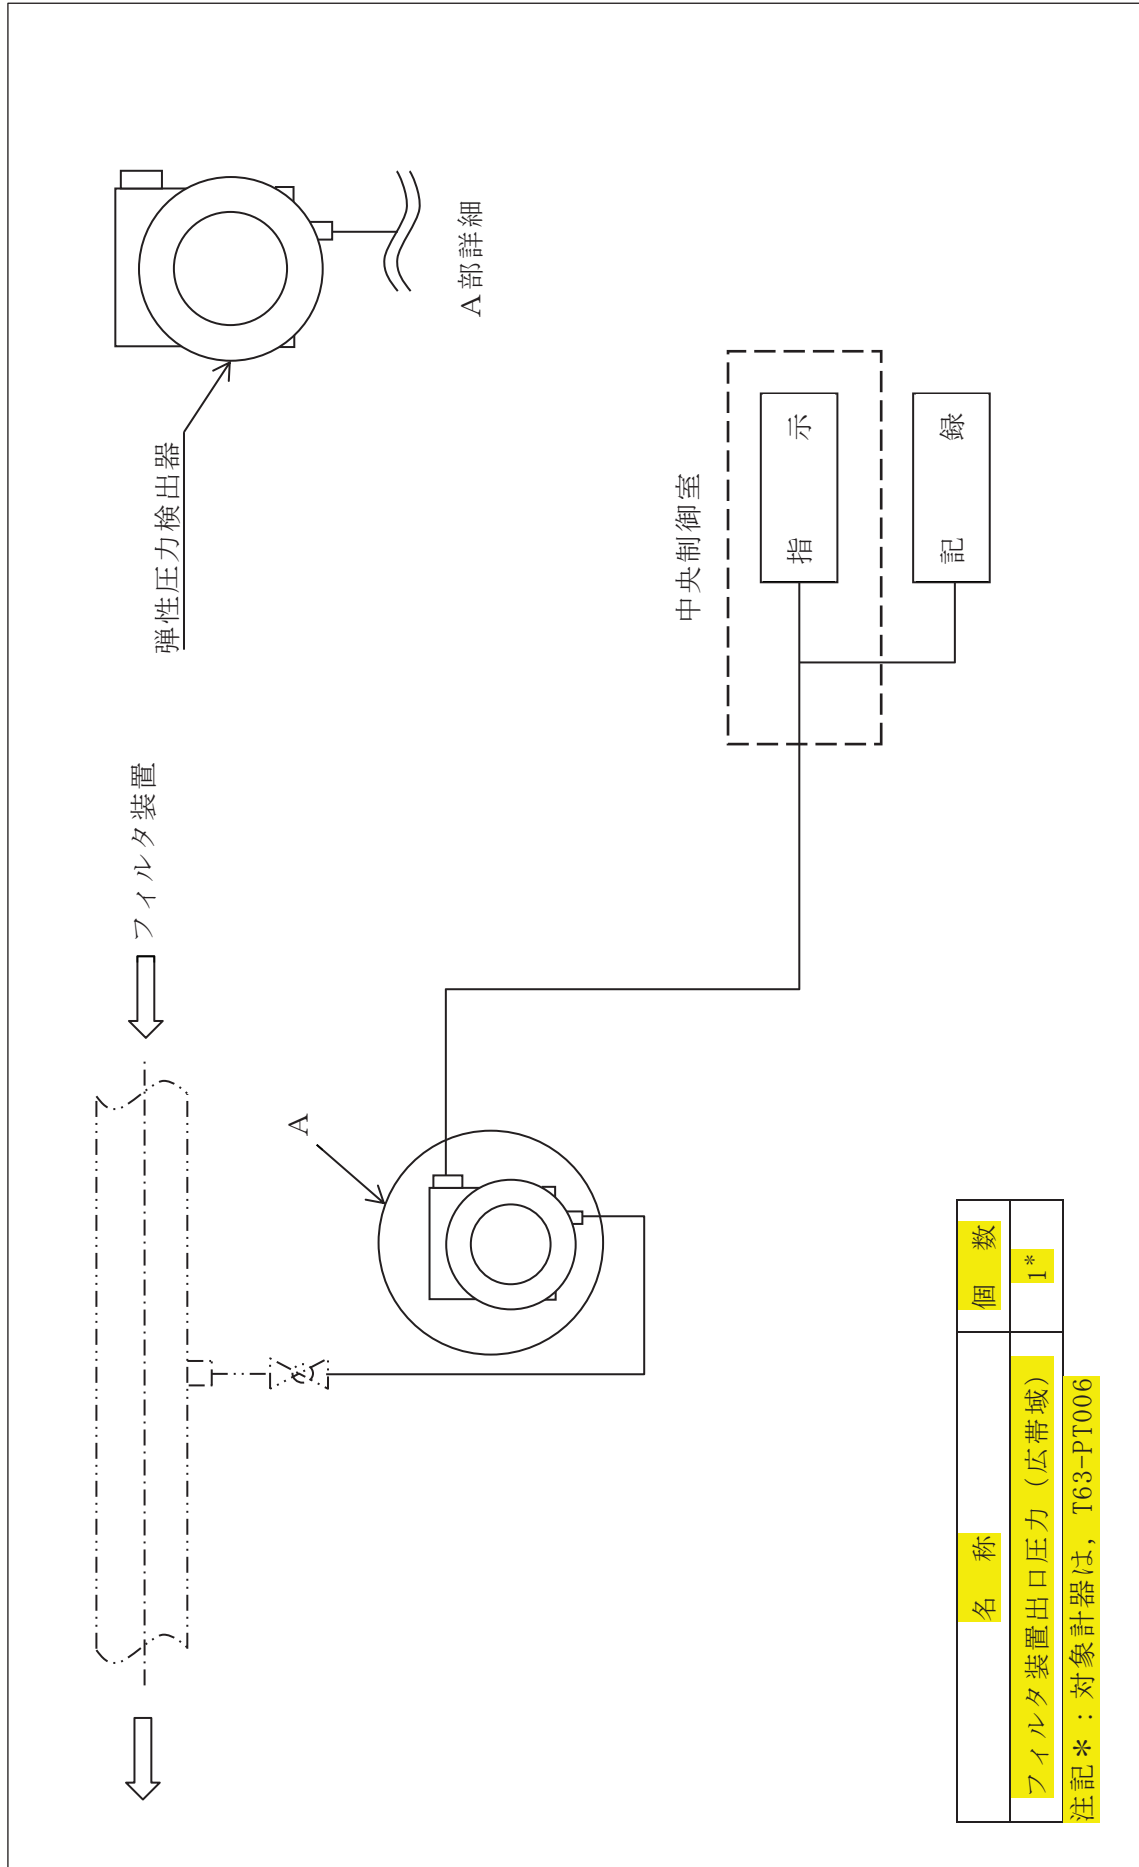 フィルタ装置
弾性圧力検出器
A部詳細
A
中央制御室
指示
記録
名称 個数
フィルタ装置出口圧力（広帯域） 1*
注記＊：対象計器は，T63-PT006